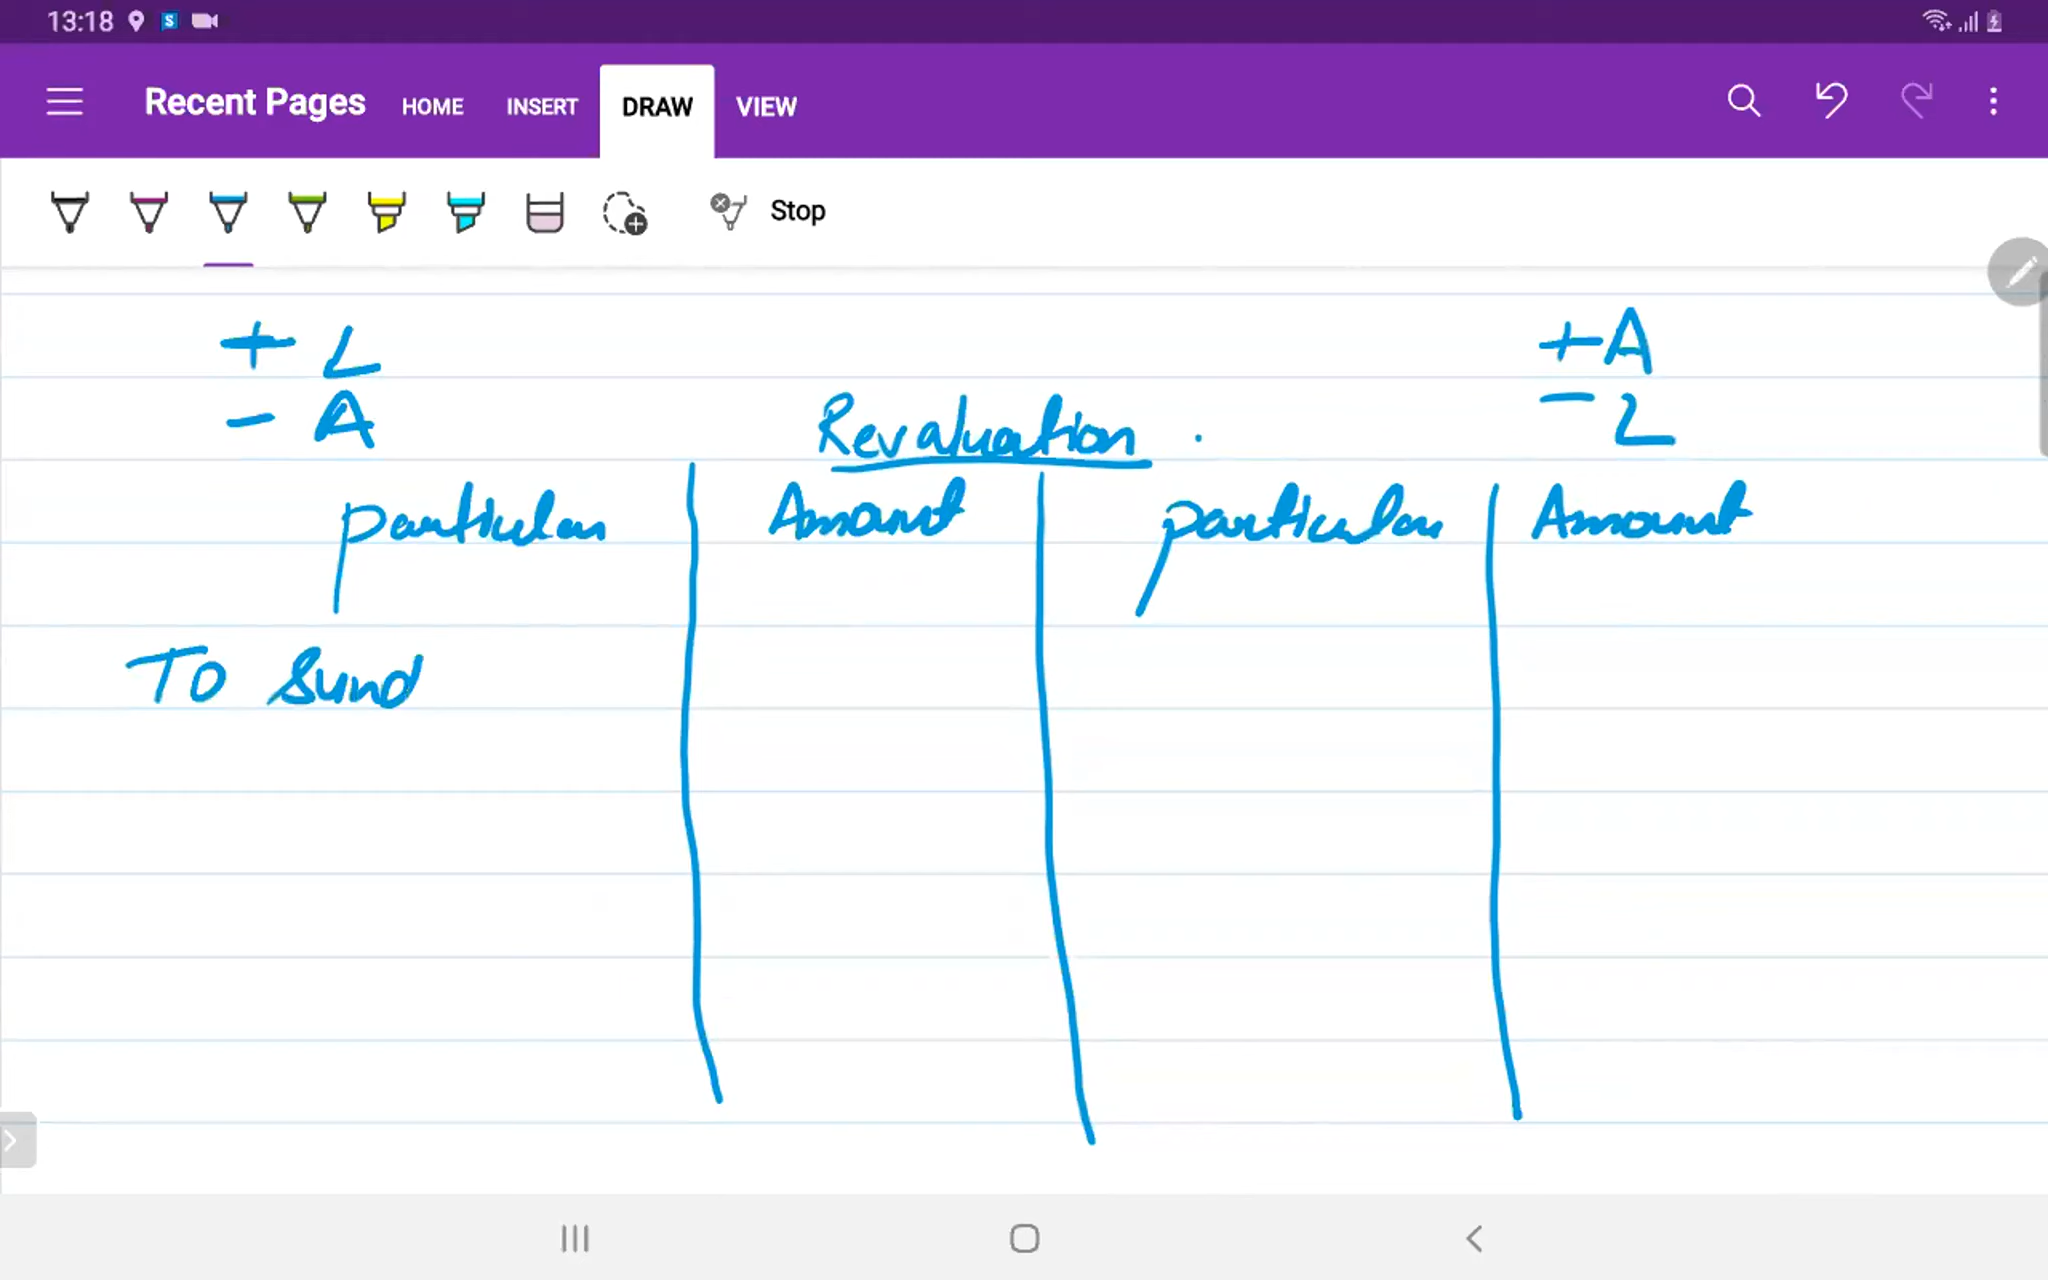 13:18
Recent Pages HOME INSERT DRAW VIEW
Stop
+ L
- A
+A
- L
Revaluation .
particular Amount particular Amount
To Sund